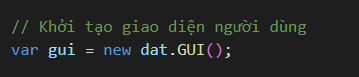 // Khởi tạo giao diện người dùng
var gui = new dat.GUI();